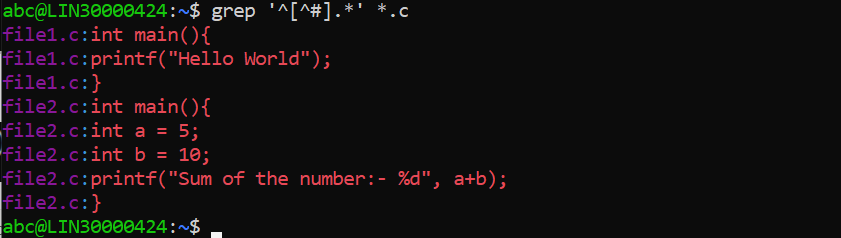 abc@LIN30000424:~$ grep '^[^#].*' *.c
file1.c:int main(){
file1.c:printf("Hello World");
file1.c:}
file2.c:int main(){
file2.c:int a = 5;
file2.c:int b = 10;
file2.c:printf("Sum of the number:- %d", a+b);
file2.c:}
abc@LIN30000424:~$